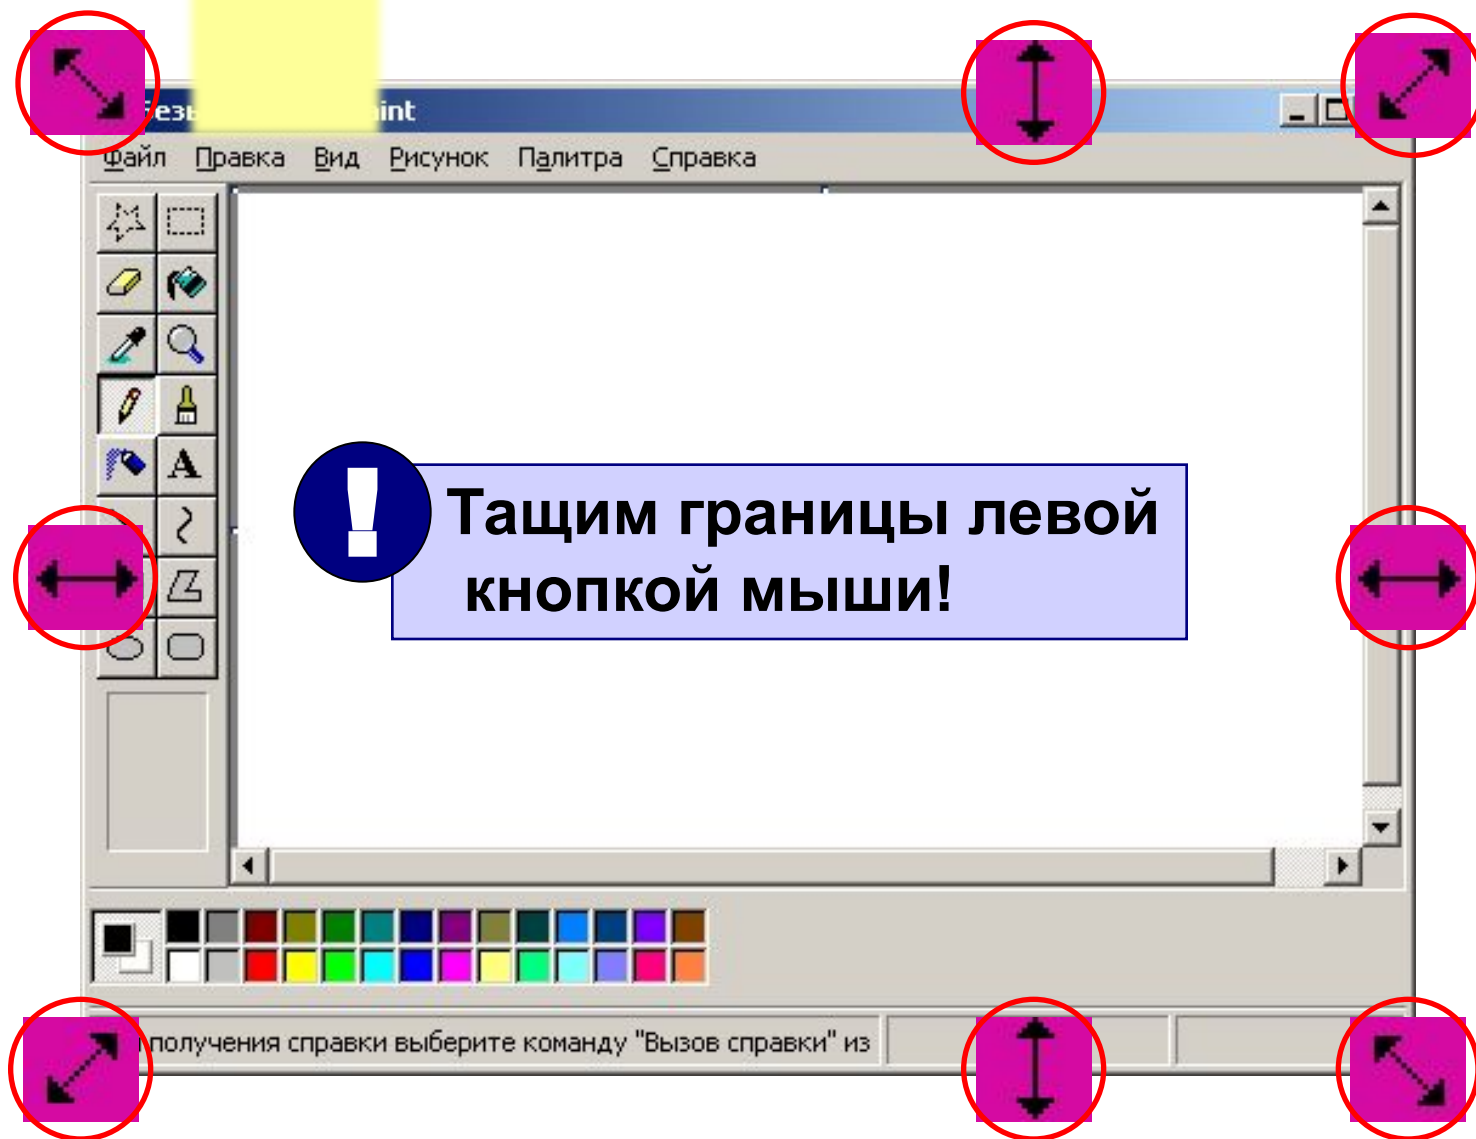 int
Файл Правка Вид Рисунок Палитра Справка
A
! Тащим границы левой
кнопкой мыши!
получения справки выберите команду "Вызов справки" из